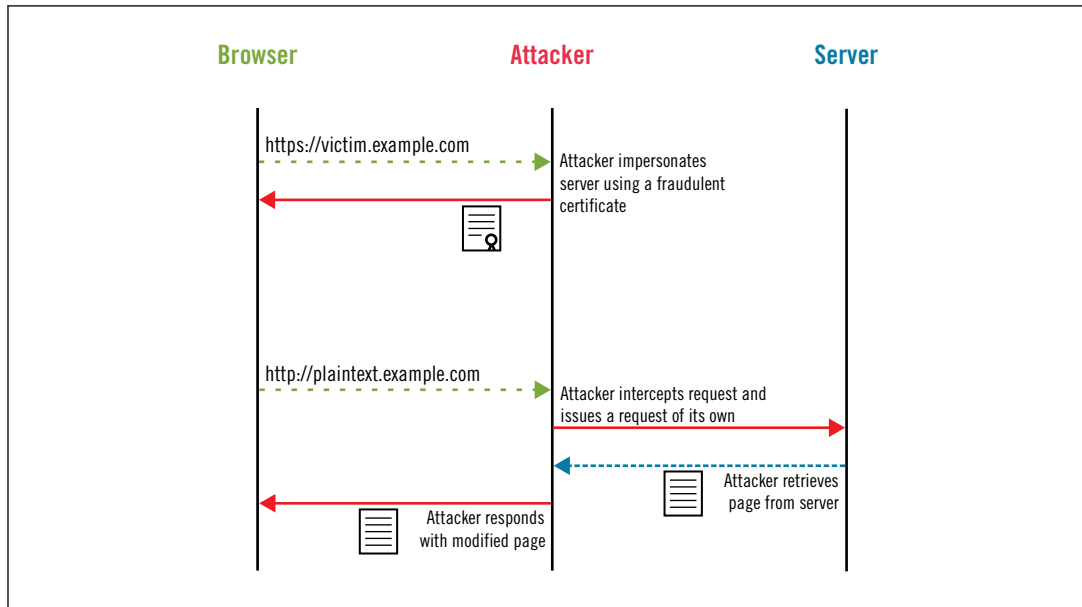 Browser
Attacker
Server
https://victim.example.com
Attacker impersonates
server using a fraudulent
certificate
http://plaintext.example.com
Attacker intercepts request and
issues a request of its own
Attacker retrieves
page from server
Attacker responds
with modified page